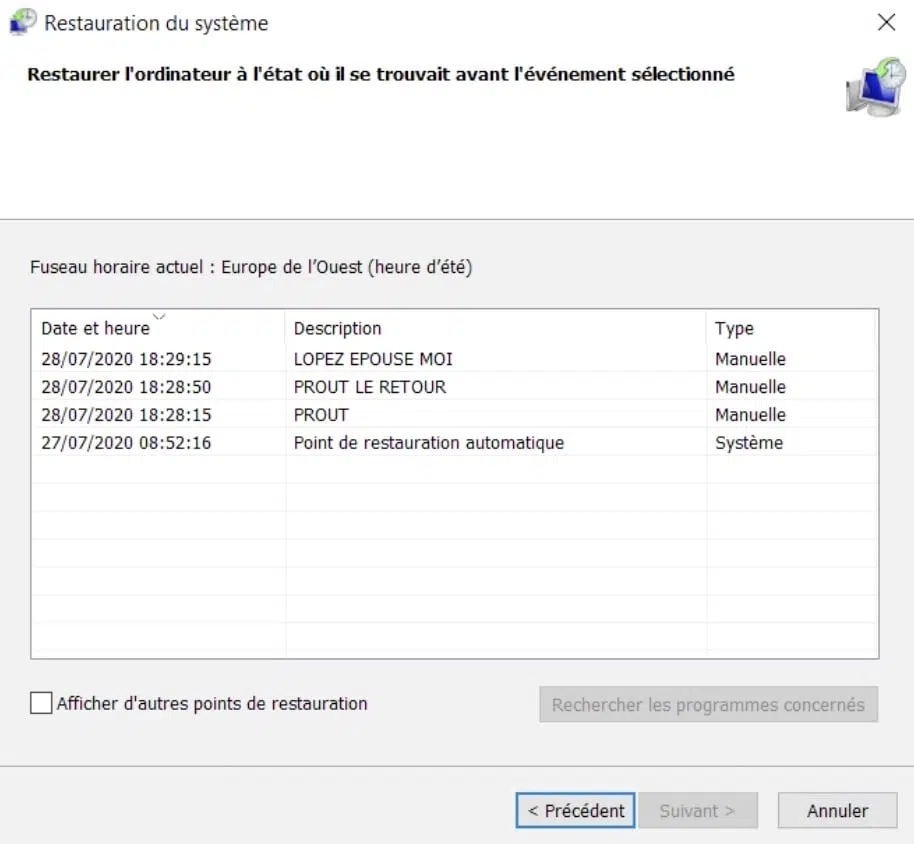 Restauration du système
Restaurer l'ordinateur à l'état où il se trouvait avant l'événement sélectionné
Fuseau horaire actuel : Europe de l’Ouest (heure d’été)
Date et heure Description Type
28/07/2020 18:29:15 LOPEZ EPOUSE MOI Manuelle
28/07/2020 18:28:50 PROUT LE RETOUR Manuelle
28/07/2020 18:28:15 PROUT Manuelle
27/07/2020 08:52:16 Point de restauration automatique Système
Afficher d'autres points de restauration Rechercher les programmes concernés
< Précédent Suivant > Annuler